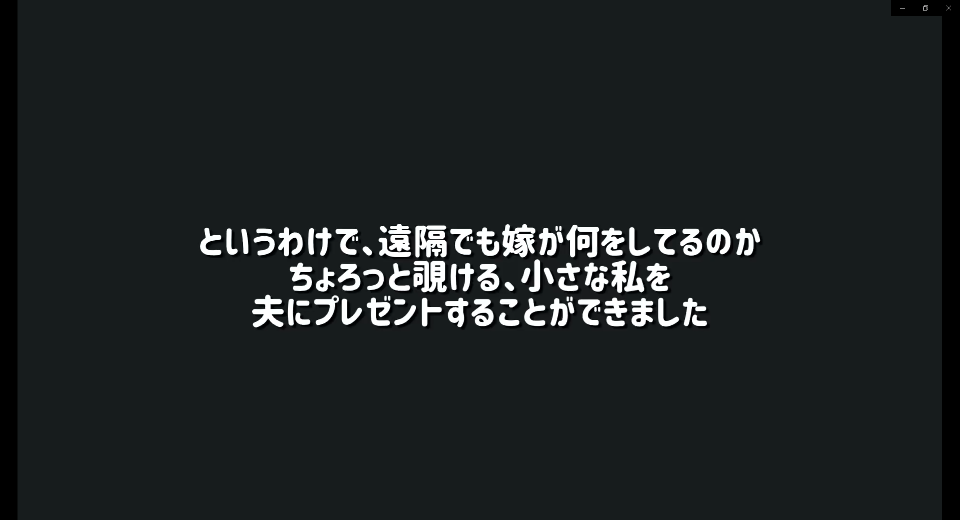 というわけで、遠隔でも嫁が何をしてるのか
ちょろっと覗ける、小さな私を
夫にプレゼントすることができました